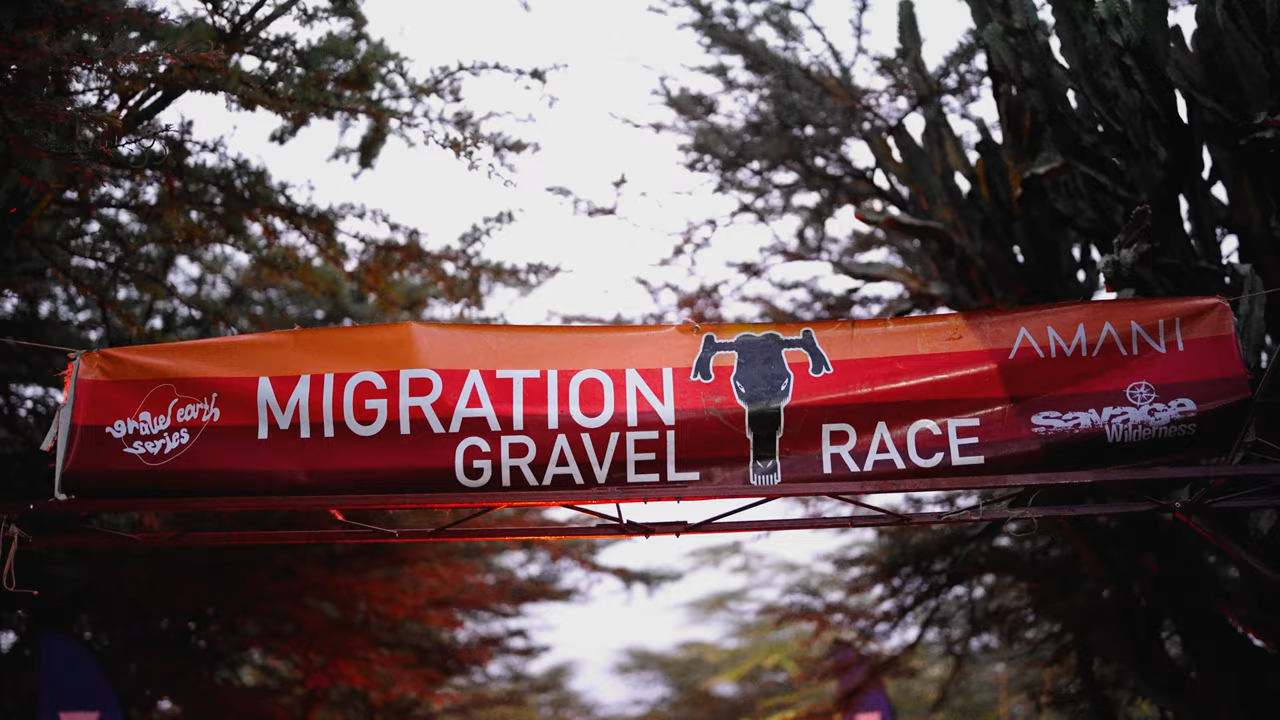 gravel earth
series
MIGRATION
GRAVEL RACE
AMANI
savage
Wilderness